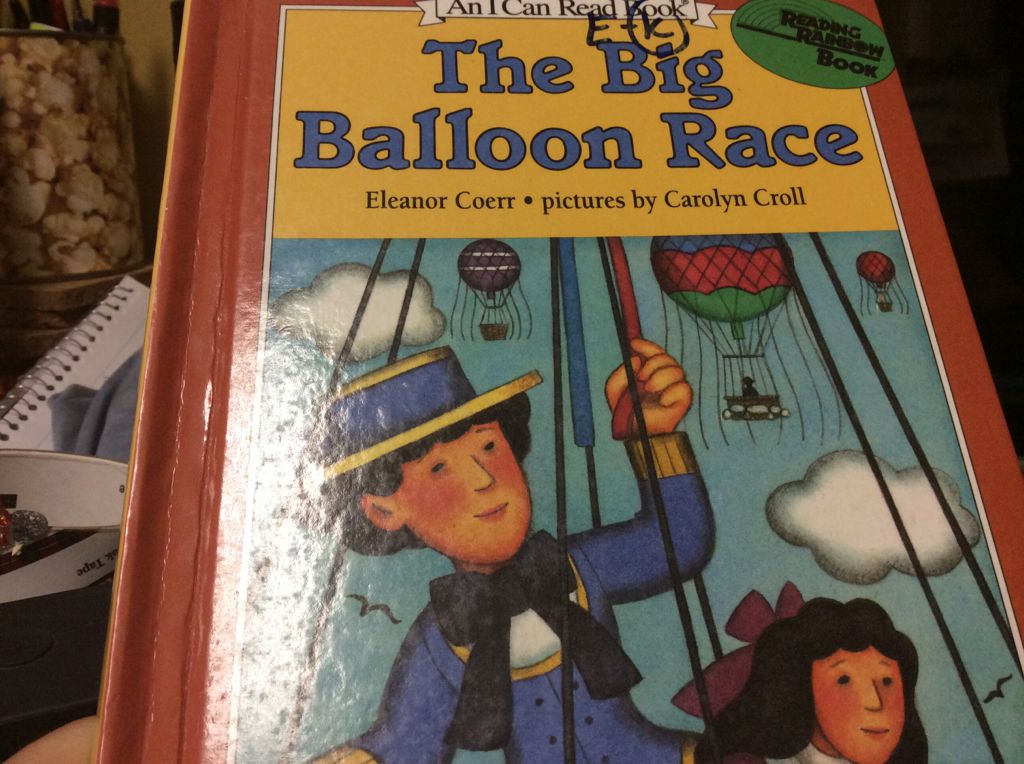 An I Can Read Book®
E-K
READING
RAINBOW
BOOK
The Big
Balloon Race
Eleanor Coerr • pictures by Carolyn Croll
Tape